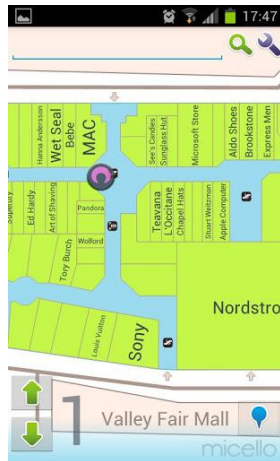 17:47
Hanna Andersson
Wet Seal
Bebe
MAC
See's Candies
Sunglass Hut
Microsoft Store
Aldo Shoes
Brookstone
Express Men
Superdry
Ed Hardy
Art of Shaving
Pandora
Wolford
Tory Burch
Louis Vuitton
Sony
Teavana
L'Occitane
Chapel Hats
Stuart Weitzman
Apple Computer
Nordstro
1
Valley Fair Mall
micello